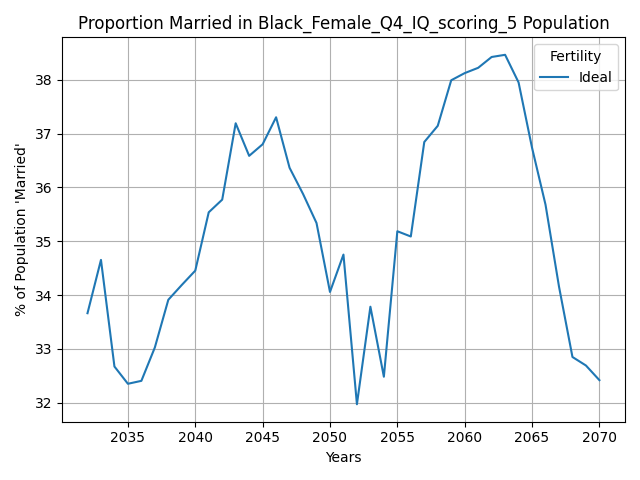 Proportion Married in Black_Female_Q4_IQ_scoring_5 Population
Fertility
Ideal
% of Population 'Married'
38
37
36
35
34
33
32
2035 2040 2045 2050 2055 2060 2065 2070
Years